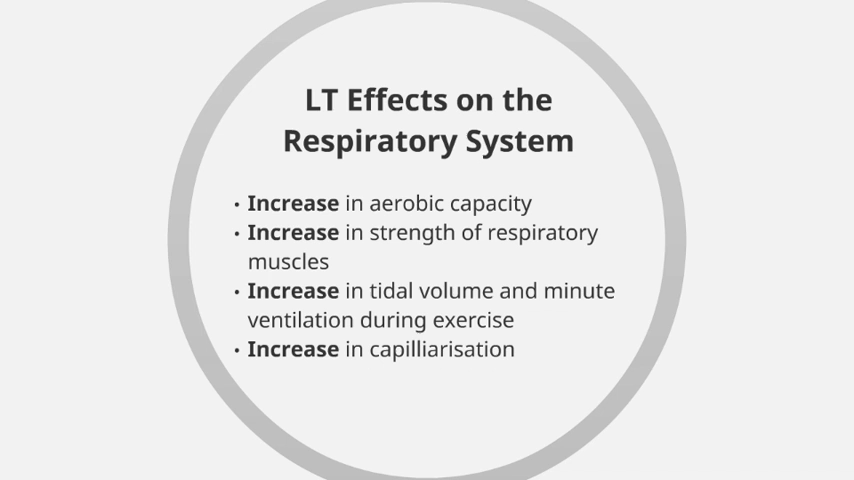 LT Effects on the
Respiratory System
• Increase in aerobic capacity
• Increase in strength of respiratory
muscles
• Increase in tidal volume and minute
ventilation during exercise
• Increase in capilliarisation